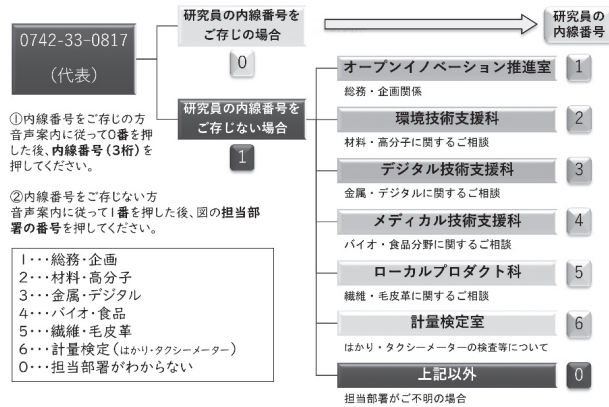 0742-33-0817
（代表）
研究員の内線番号を
ご存じの場合
0
研究員の
内線番号
研究員の内線番号を
ご存じない場合
1
①内線番号をご存じの方
音声案内に従って0番を押
した後、内線番号（3桁）を
押してください。
②内線番号をご存じない方
音声案内に従って1番を押した後、図の担当部
署の番号を押してください。
1・・・総務・企画
2・・・材料・高分子
3・・・金属・デジタル
4・・・バイオ・食品
5・・・繊維・毛皮革
6・・・計量検定（はかり・タクシーメーター）
0・・・担当部署がわからない
オープンイノベーション推進室 1
総務・企画関係
環境技術支援科 2
材料・高分子に関するご相談
デジタル技術支援科 3
金属・デジタルに関するご相談
メディカル技術支援科 4
バイオ・食品分野に関するご相談
ローカルプロダクト科 5
繊維・毛皮革に関するご相談
計量検定室 6
はかり・タクシーメーターの検査等について
上記以外 0
担当部署がご不明の場合